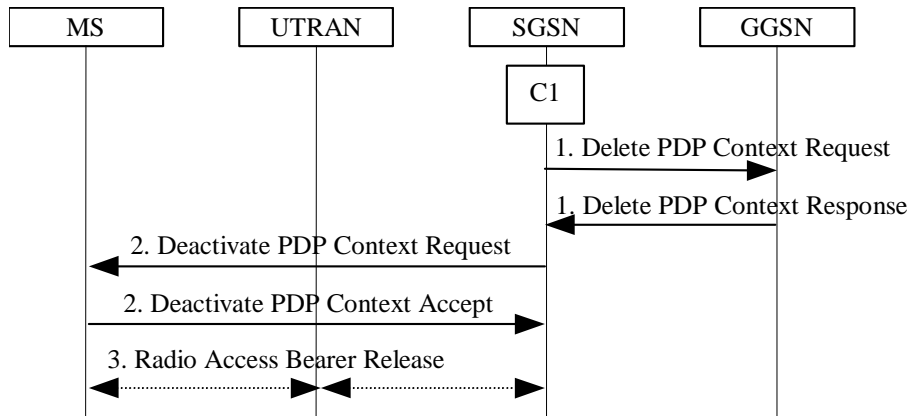 MS
UTRAN
SGSN
GGSN
C1
1. Delete PDP Context Request
1. Delete PDP Context Response
2. Deactivate PDP Context Request
2. Deactivate PDP Context Accept
3. Radio Access Bearer Release